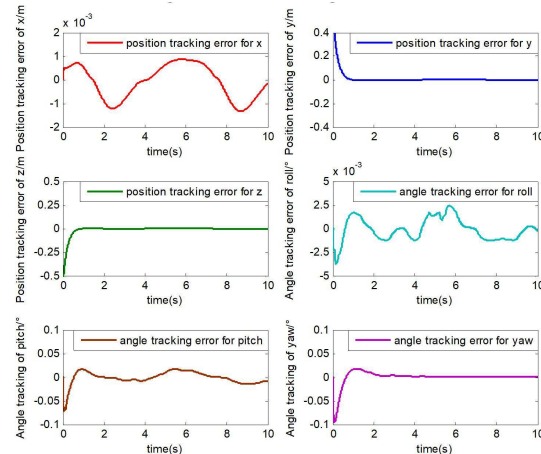 x 10⁻³
Position tracking error of x/m
2
1
0
-1
-2
position tracking error for x
0 2 4 6 8 10
time(s)
Position tracking error of y/m
0.4
0
-0.4
position tracking error for y
0 2 4 6 8 10
time(s)
Position tracking error of z/m
0.5
0
-0.5
position tracking error for z
0 2 4 6 8 10
time(s)
x 10⁻³
Angle tracking error of roll/°
5
2.5
0
-2.5
5
angle tracking error for roll
0 2 4 6 8 10
time(s)
Angle tracking of pitch/°
0.1
0.05
0
-0.05
-0.1
angle tracking error for pitch
0 2 4 6 8 10
time(s)
Angle tracking of yaw/°
0.1
0.05
0
-0.05
-0.1
angle tracking error for yaw
0 2 4 6 8 10
time(s)